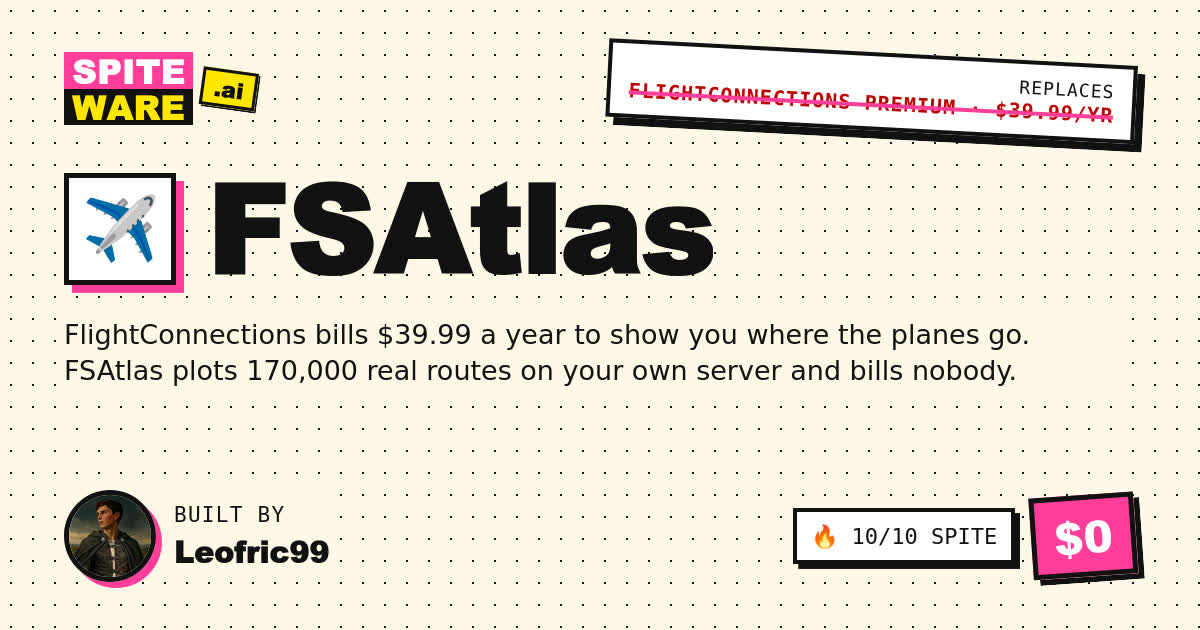 SPITE
WARE
.ai
REPLACES
FLIGHTCONNECTIONS PREMIUM · $39.99/YR
FSAtlas
FlightConnections bills $39.99 a year to show you where the planes go.
FSAtlas plots 170,000 real routes on your own server and bills nobody.
BUILT BY
Leofric99
🔥 10/10 SPITE
$0